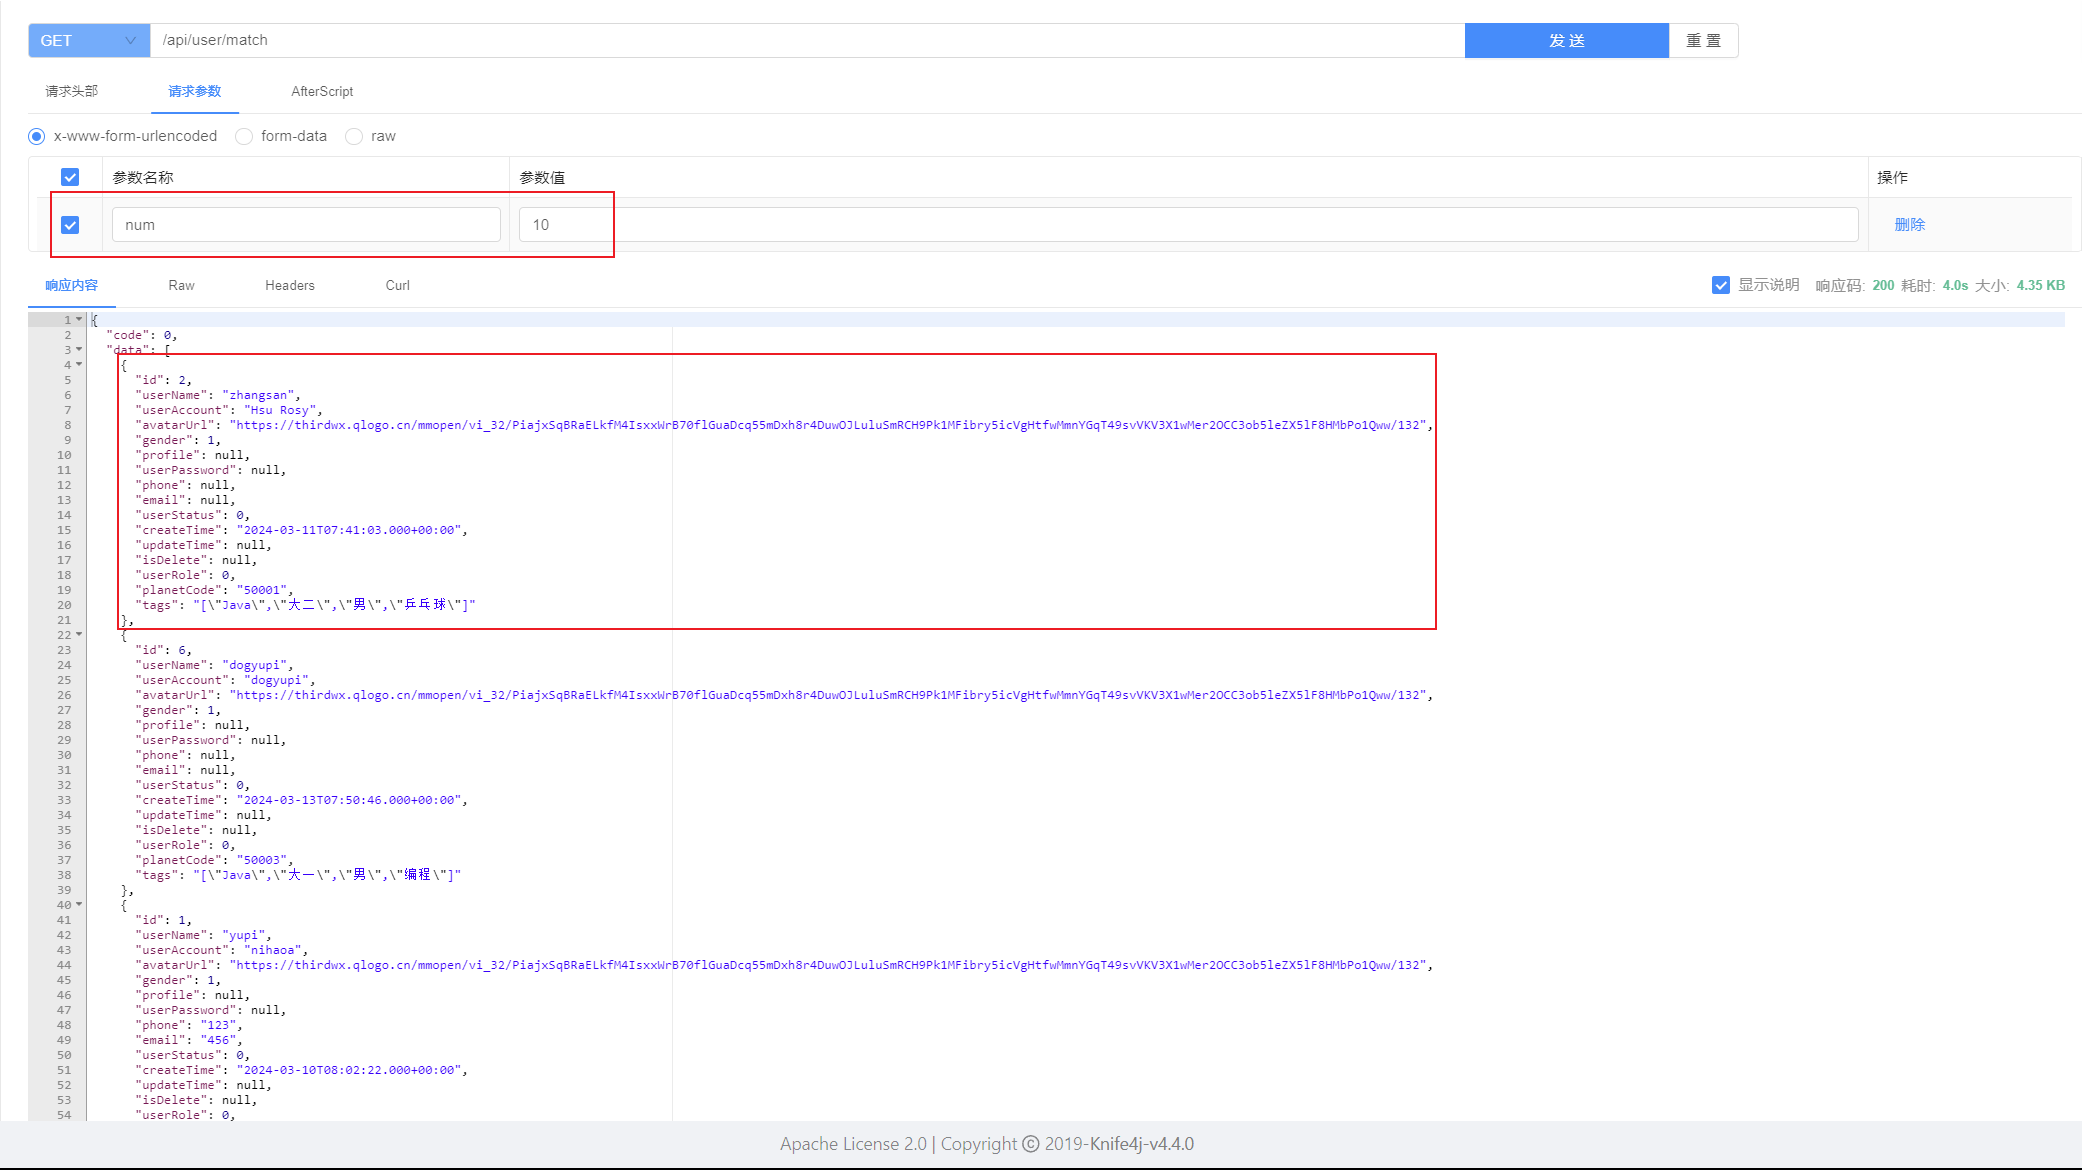 GET /api/user/match 发 送 重 置
请求头部 请求参数 AfterScript
x-www-form-urlencoded form-data raw
参数名称 参数值 操作
num 10 删除
响应内容 Raw Headers Curl 显示说明 响应码: 200 耗时: 4.0s 大小: 4.35 KB
1 {
2 "code": 0,
3 "data": [
4 {
5 "id": 2,
6 "userName": "zhangsan",
7 "userAccount": "Hsu Rosy",
8 "avatarUrl": "https://thirdwx.qlogo.cn/mmopen/vi_32/PiajxSqBRaELkfM4IsxxWrB70flGuaDcq55mDxh8r4DuwOJLuluSmRCH9Pk1MFibry5icVgHtfwMmnYGqT49svVKV3X1wMer2OCC3ob5leZX5lF8HMbPo1Qww/132",
9 "gender": 1,
10 "profile": null,
11 "userPassword": null,
12 "phone": null,
13 "email": null,
14 "userStatus": 0,
15 "createTime": "2024-03-11T07:41:03.000+00:00",
16 "updateTime": null,
17 "isDelete": null,
18 "userRole": 0,
19 "planetCode": "50001",
20 "tags": "[\"Java\",\"大二\",\"男\",\"乒乓球\"]"
21 },
22 {
23 "id": 6,
24 "userName": "dogyupi",
25 "userAccount": "dogyupi",
26 "avatarUrl": "https://thirdwx.qlogo.cn/mmopen/vi_32/PiajxSqBRaELkfM4IsxxWrB70flGuaDcq55mDxh8r4DuwOJLuluSmRCH9Pk1MFibry5icVgHtfwMmnYGqT49svVKV3X1wMer2OCC3ob5leZX5lF8HMbPo1Qww/132",
27 "gender": 1,
28 "profile": null,
29 "userPassword": null,
30 "phone": null,
31 "email": null,
32 "userStatus": 0,
33 "createTime": "2024-03-13T07:50:46.000+00:00",
34 "updateTime": null,
35 "isDelete": null,
36 "userRole": 0,
37 "planetCode": "50003",
38 "tags": "[\"Java\",\"大一\",\"男\",\"编程\"]"
39 },
40 {
41 "id": 1,
42 "userName": "yupi",
43 "userAccount": "nihaoa",
44 "avatarUrl": "https://thirdwx.qlogo.cn/mmopen/vi_32/PiajxSqBRaELkfM4IsxxWrB70flGuaDcq55mDxh8r4DuwOJLuluSmRCH9Pk1MFibry5icVgHtfwMmnYGqT49svVKV3X1wMer2OCC3ob5leZX5lF8HMbPo1Qww/132",
45 "gender": 1,
46 "profile": null,
47 "userPassword": null,
48 "phone": "123",
49 "email": "456",
50 "userStatus": 0,
51 "createTime": "2024-03-10T08:02:22.000+00:00",
52 "updateTime": null,
53 "isDelete": null,
54 "userRole": 0,
Apache License 2.0 | Copyright © 2019-Knife4j-v4.4.0